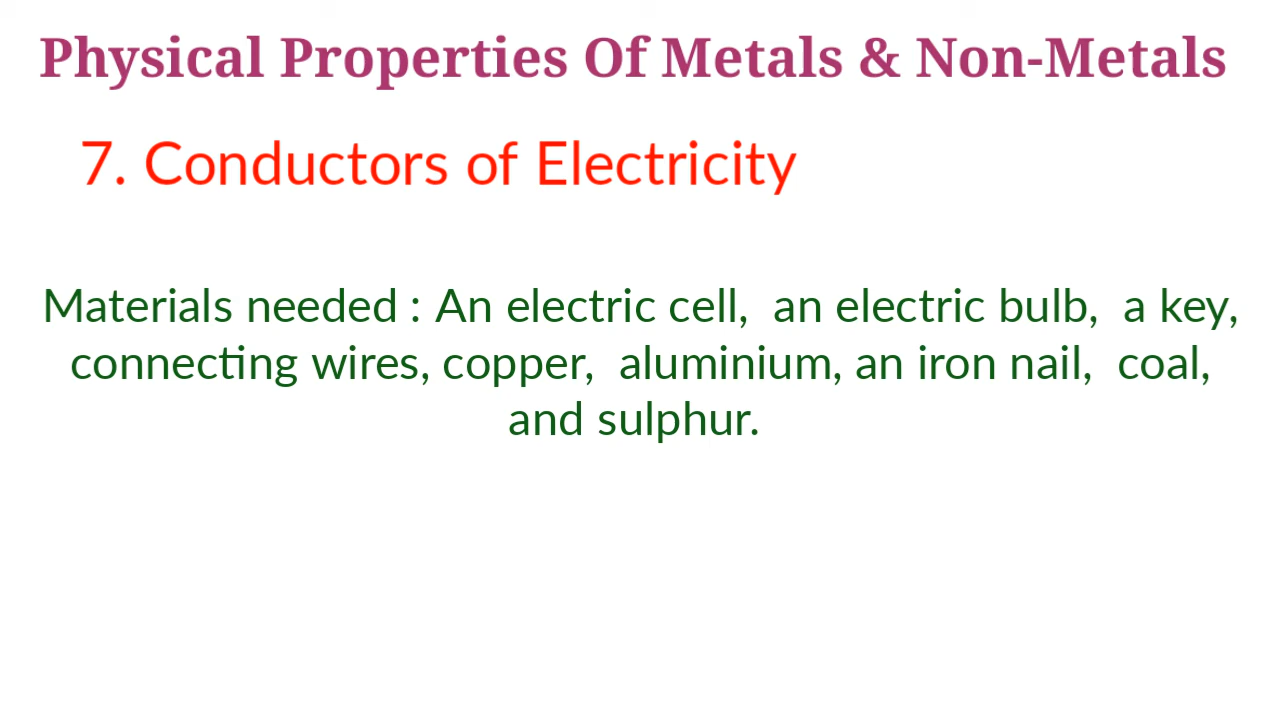 Physical Properties Of Metals & Non-Metals
7. Conductors of Electricity
Materials needed : An electric cell,  an electric bulb,  a key,
connecting wires, copper,  aluminium, an iron nail,  coal,
and sulphur.